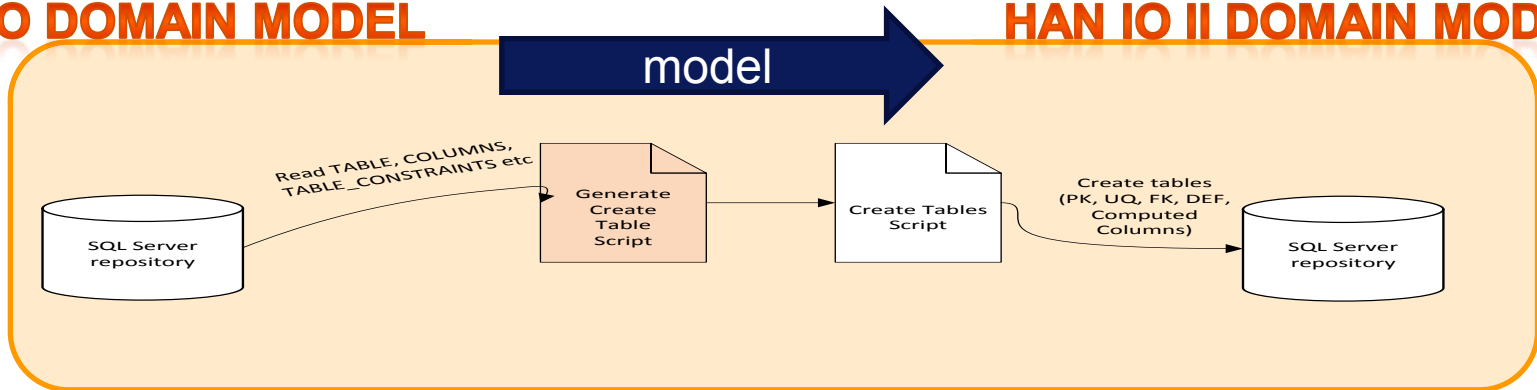 O DOMAIN MODEL
HAN IO II DOMAIN MOD
model
Read TABLE, COLUMNS,
TABLE_CONSTRAINTS etc
Generate
Create
Table
Script
Create Tables
Script
Create tables
(PK, UQ, FK, DEF,
Computed
Columns)
SQL Server
repository
SQL Server
repository